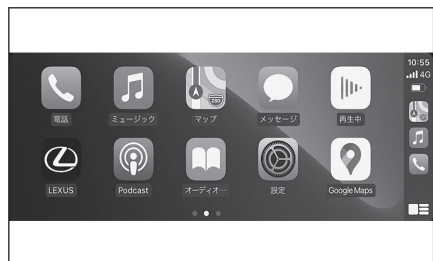 10:55
4G
280
電話
ミュージック
マップ
メッセージ
再生中
LEXUS
Podcast
オーディオ…
設定
Google Maps